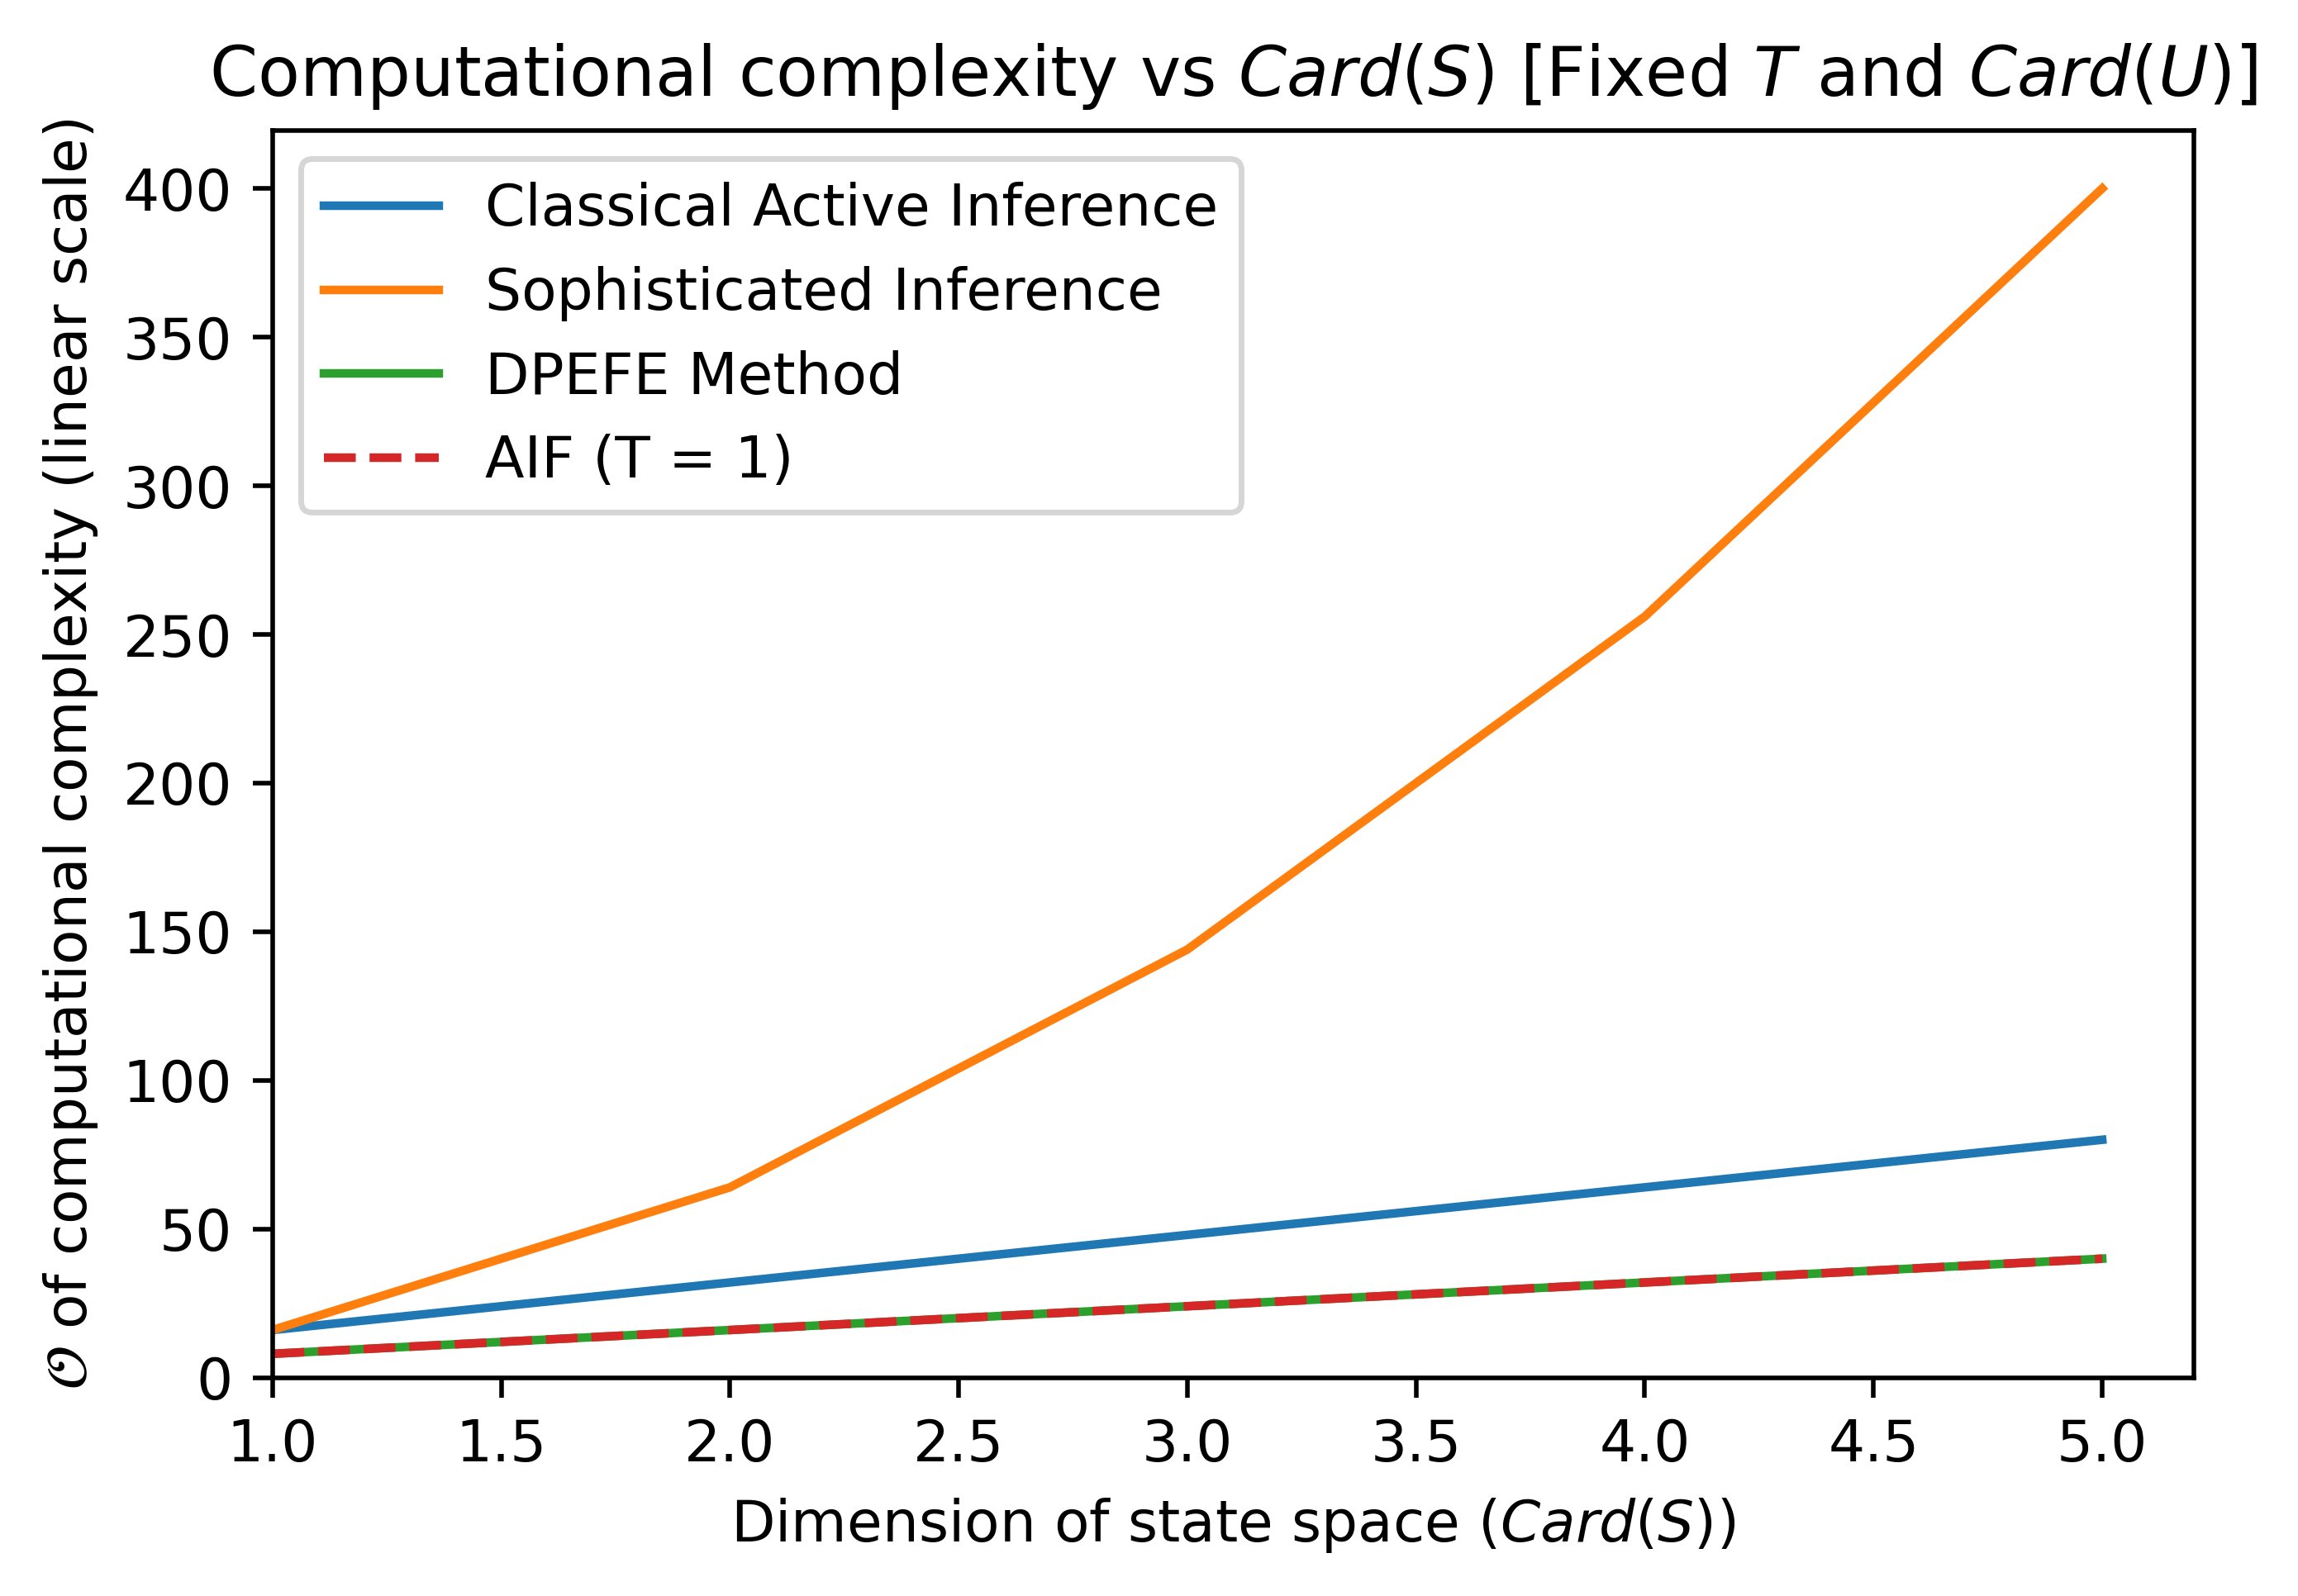 Computational complexity vs Card(S) [Fixed T and Card(U)]
𝒪 of computational complexity (linear scale)
400
350
300
250
200
150
100
50
0
Classical Active Inference
Sophisticated Inference
DPEFE Method
AIF (T = 1)
1.0 1.5 2.0 2.5 3.0 3.5 4.0 4.5 5.0
Dimension of state space (Card(S))